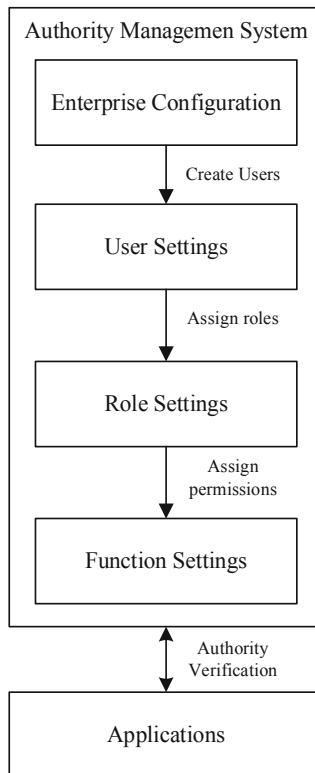 Authority Managemen System
Enterprise Configuration
Create Users
User Settings
Assign roles
Role Settings
Assign
permissions
Function Settings
Authority
Verification
Applications